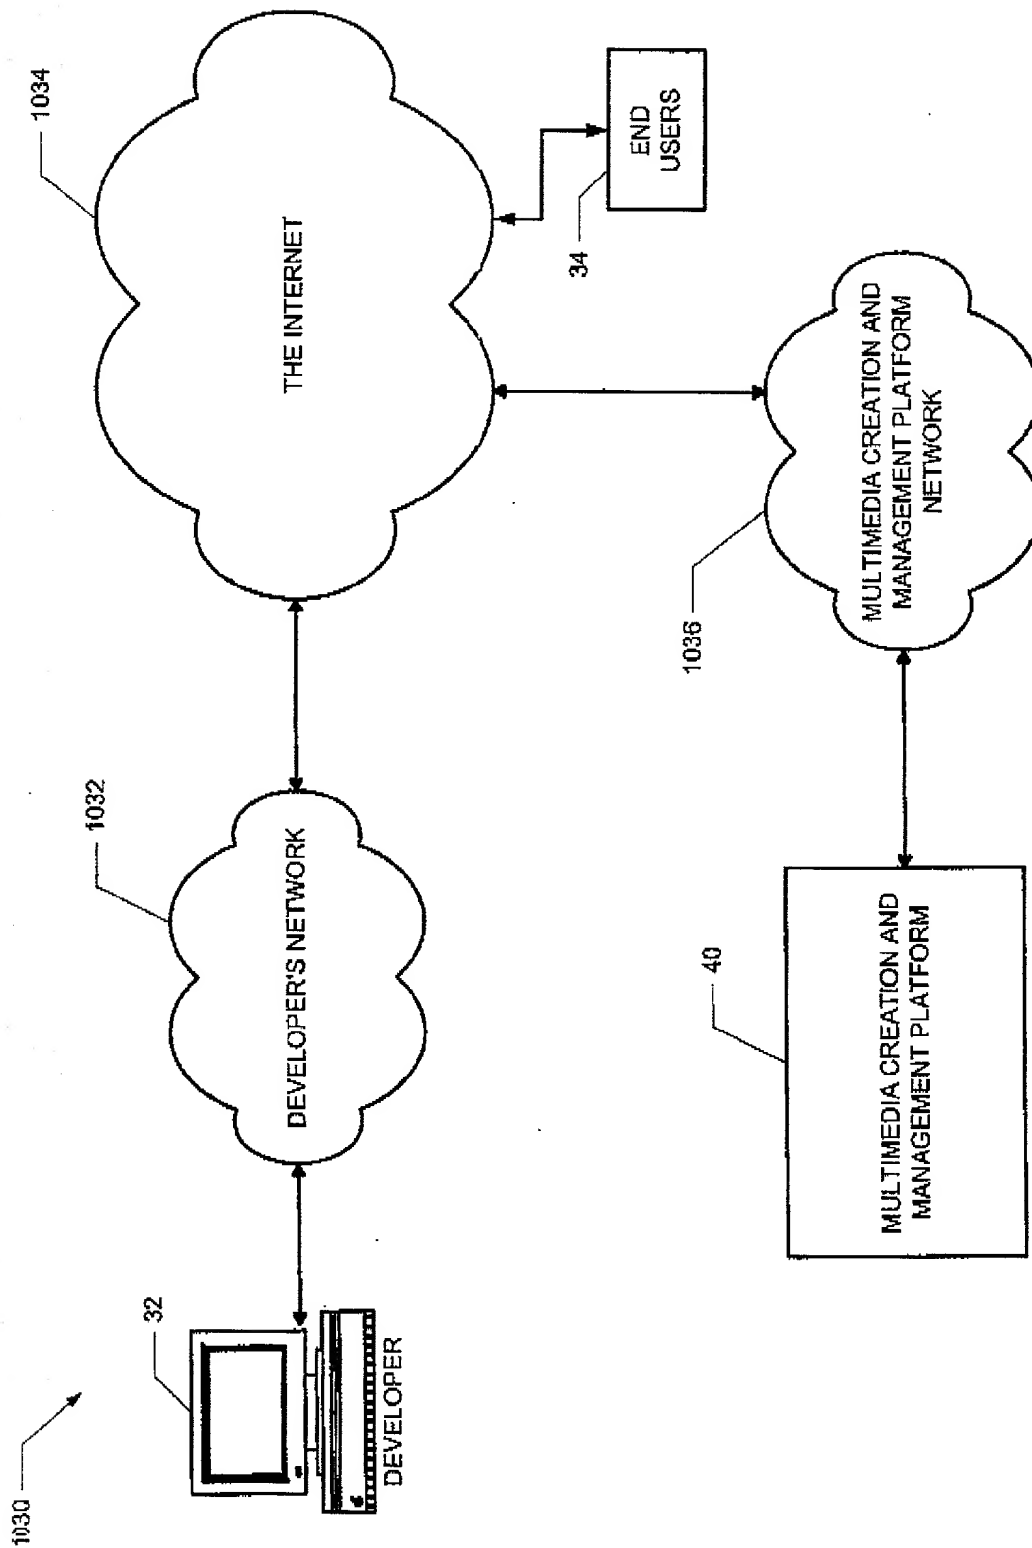 1030
32
DEVELOPER
1032
DEVELOPER'S NETWORK
1034
THE INTERNET
34
END
USERS
40
MULTIMEDIA CREATION AND
MANAGEMENT PLATFORM
1036
MULTIMEDIA CREATION AND
MANAGEMENT PLATFORM
NETWORK